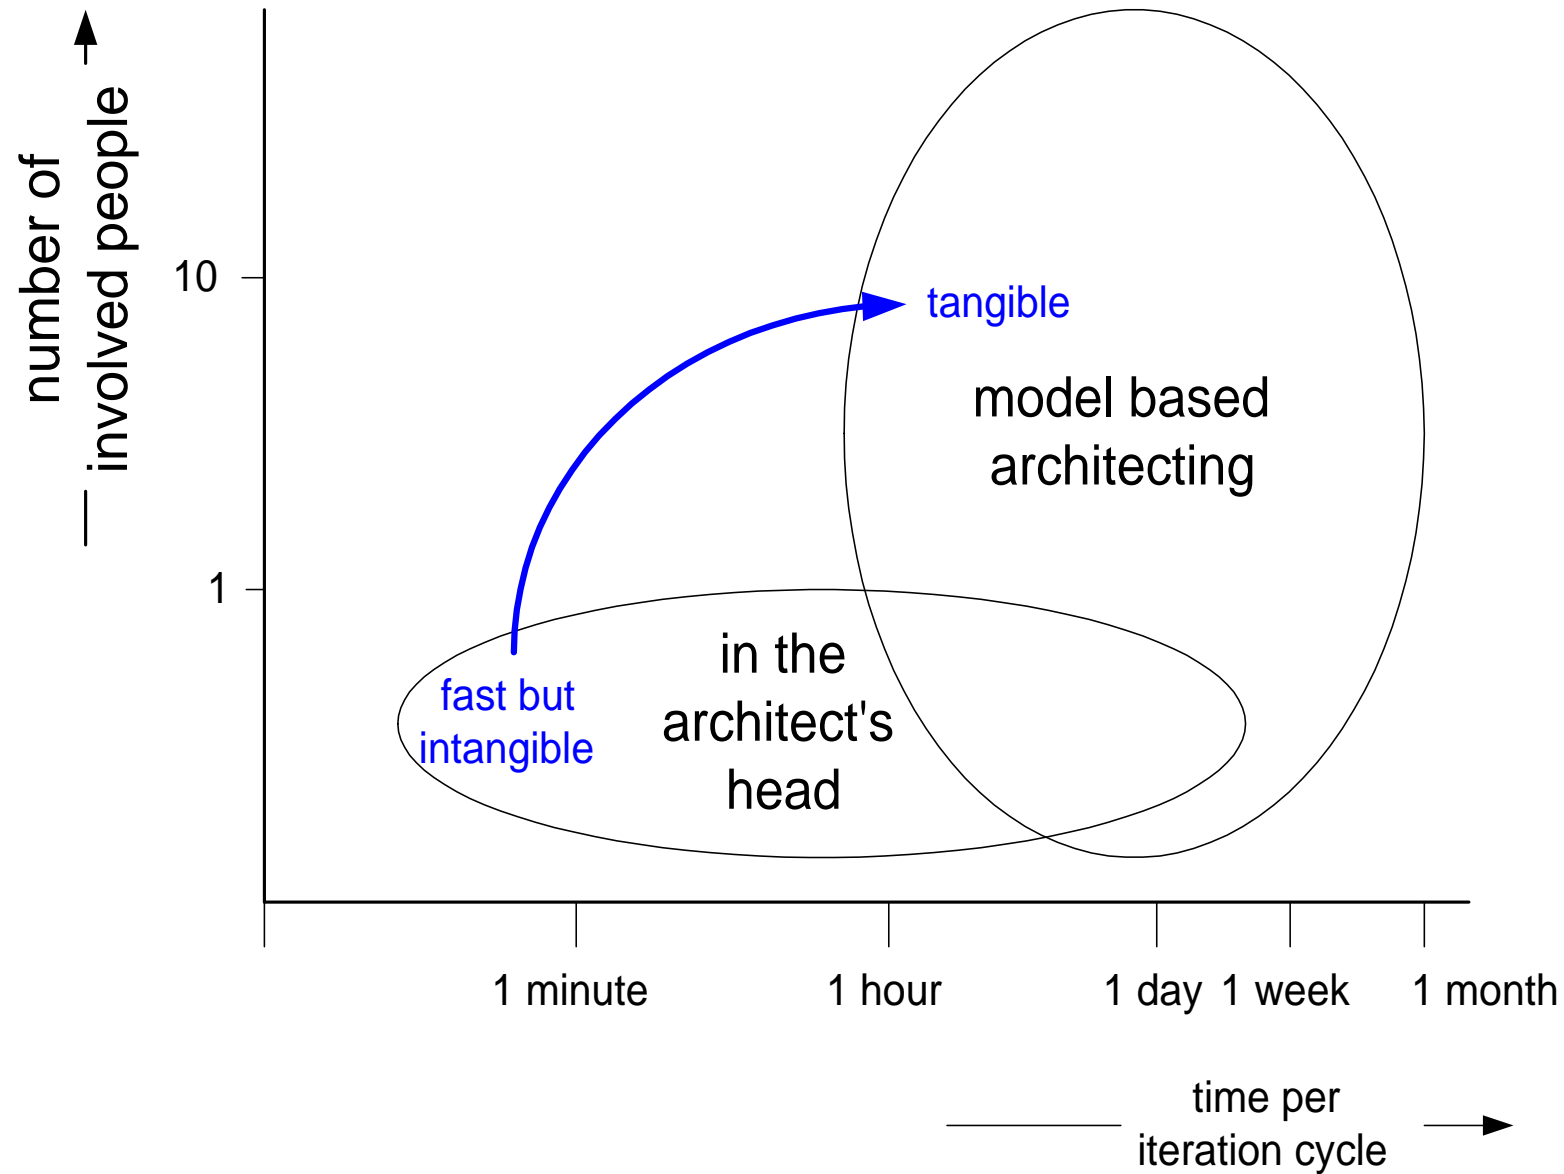 number of
involved people
10
1
tangible
model based
architecting
in the
architect's
head
fast but
intangible
1 minute
1 hour
1 day
1 week
1 month
time per
iteration cycle